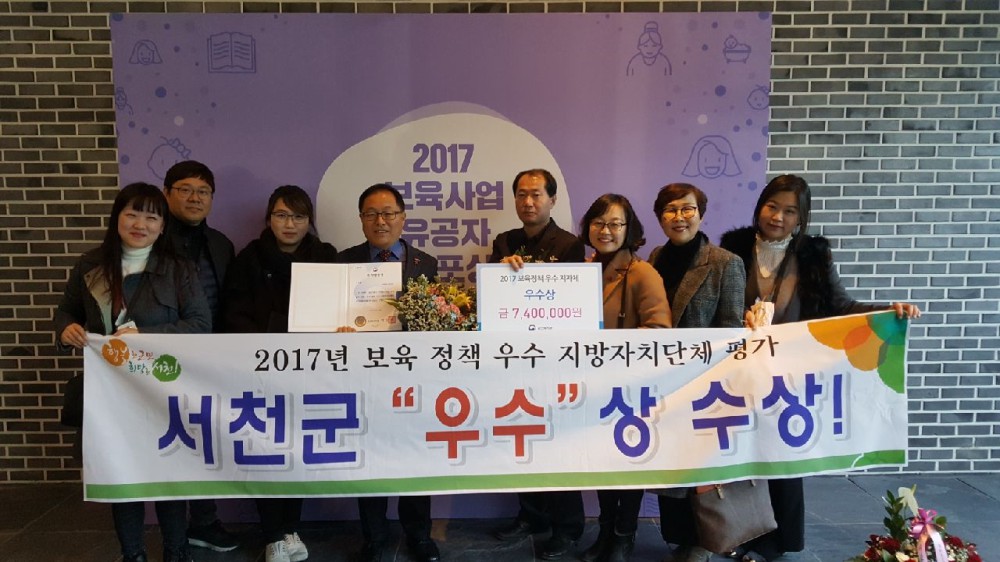 2017
보육사업
유공자
포상
2017 보육정책 우수 지자체
우수상
금 7,400,000원
2017년 보육 정책 우수 지방자치단체 평가
서천군 “우수” 상 수상!